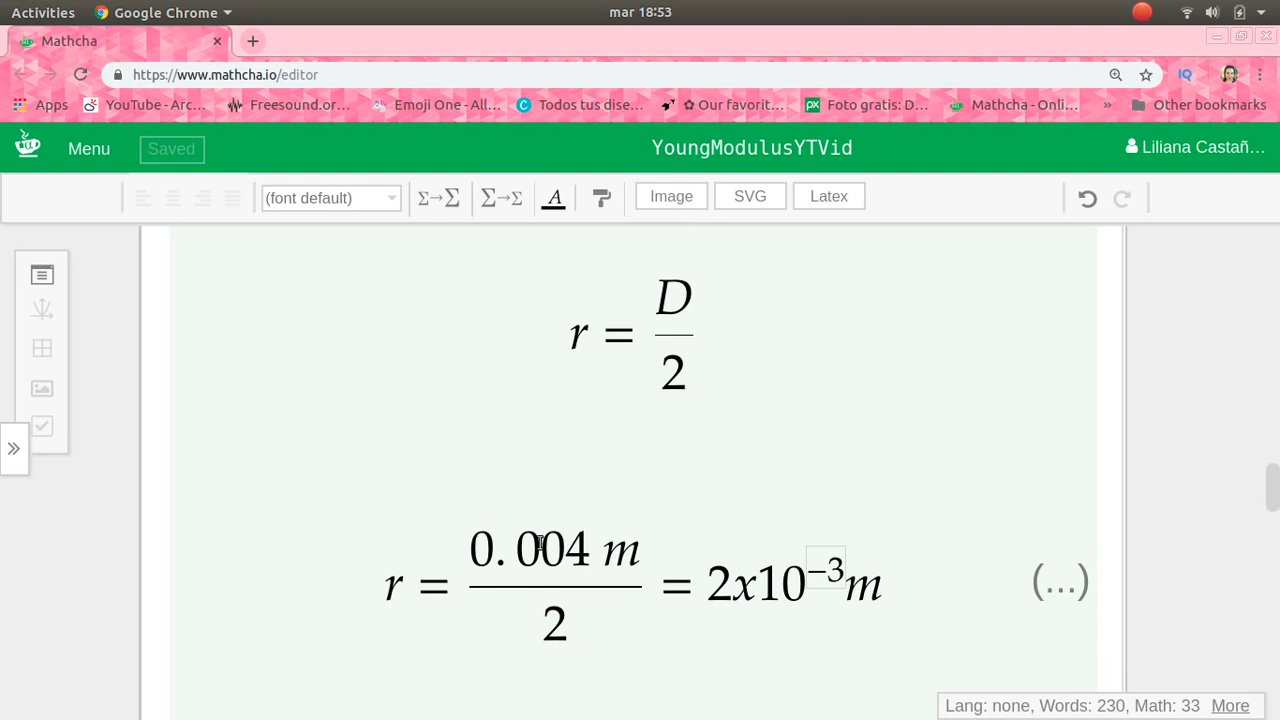 Activities Google Chrome mar 18:53
Mathcha
https://www.mathcha.io/editor
Apps YouTube - Arc... Freesound.or... Emoji One - All... Todos tus dise... ✿ Our favorit... Foto gratis: D... Mathcha - Onli... » Other bookmarks
Menu Saved YoungModulusYTVid Liliana Castañ...
(font default) Σ→Σ Σ→Σ A Image SVG Latex
r = D/2
r = 0.004 m/2 = 2x10⁻³m (...)
Lang: none, Words: 230, Math: 33 More